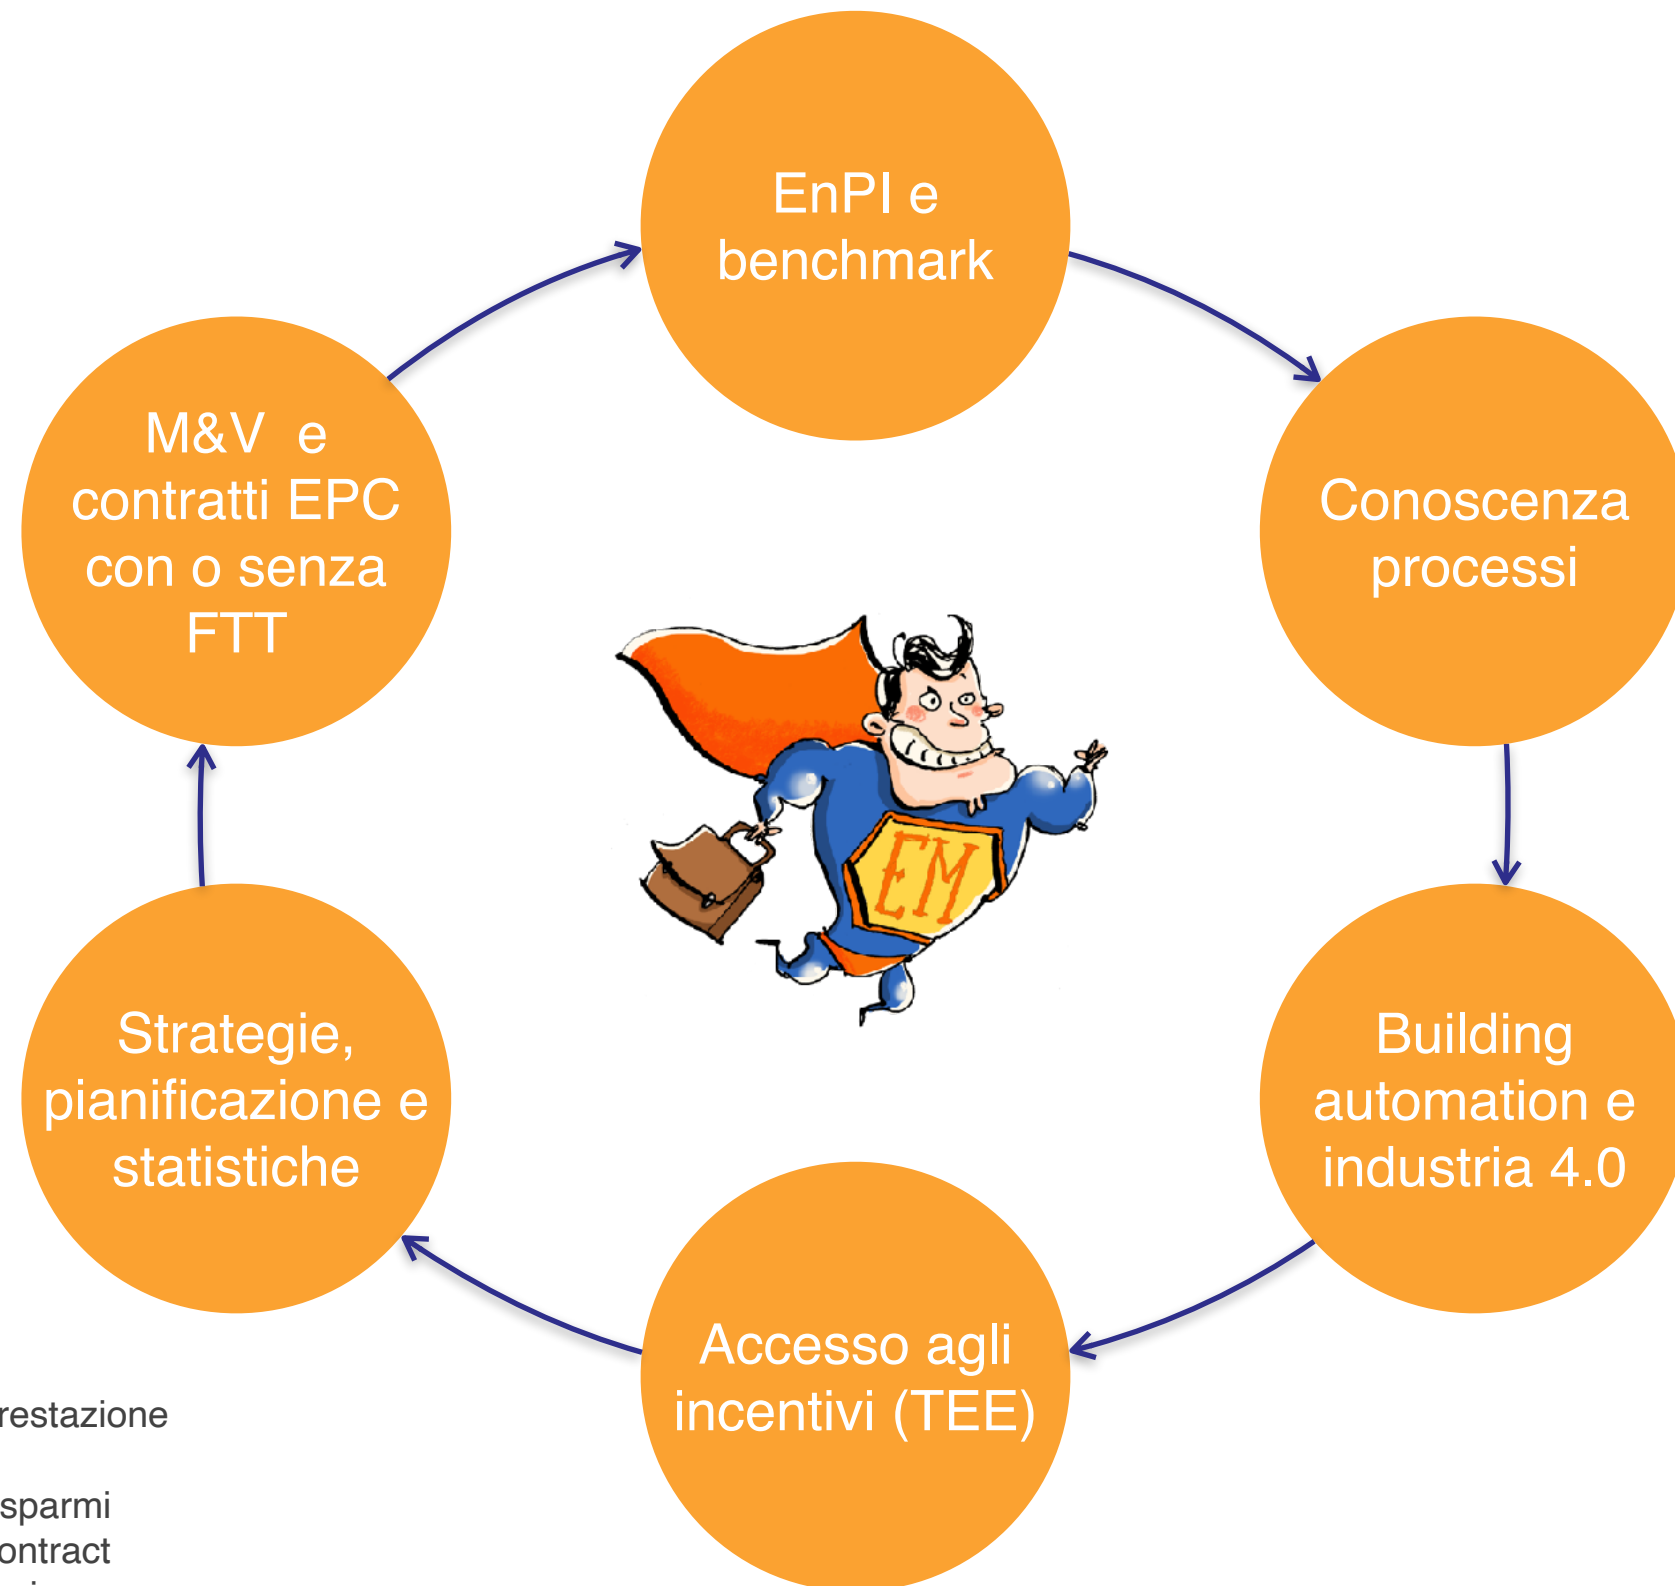 EnPI e
benchmark
Conoscenza
processi
Building
automation e
industria 4.0
Accesso agli
incentivi (TEE)
Strategie,
pianificazione e
statistiche
M&V e
contratti EPC
con o senza
FTT
EM
restazione
sparmi
ontract